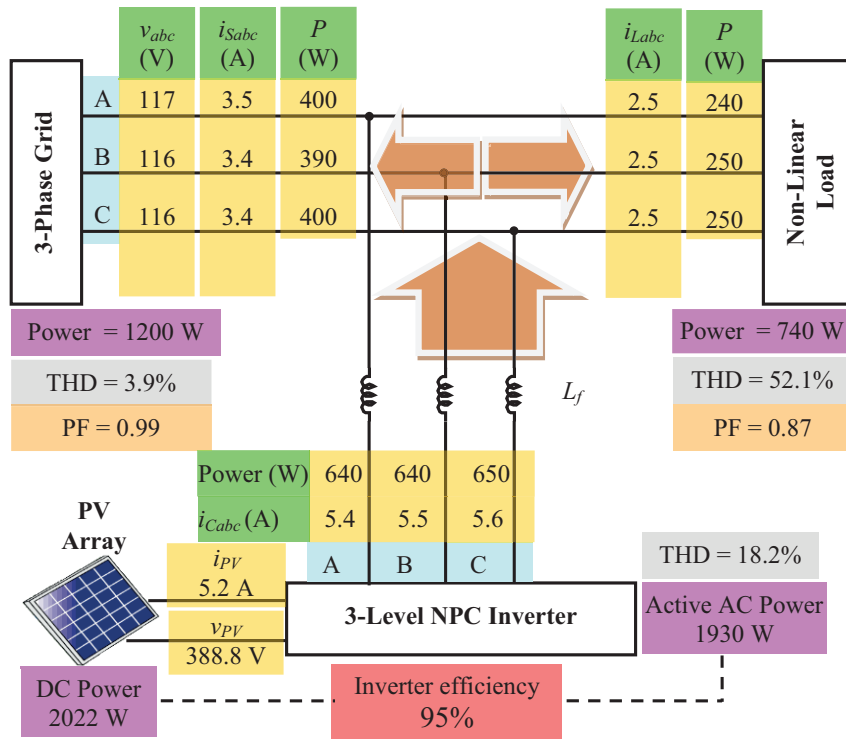 v_abc (V)
i_Sabc (A)
P (W)
i_Labc (A)
P (W)
3-Phase Grid
A 117 3.5 400
B 116 3.4 390
C 116 3.4 400
2.5 240
2.5 250
2.5 250
Non-Linear Load
Power = 1200 W
THD = 3.9%
PF = 0.99
Power = 740 W
THD = 52.1%
PF = 0.87
L_f
Power (W) 640 640 650
i_Cabc (A) 5.4 5.5 5.6
A B C
PV
Array
i_PV
5.2 A
v_PV
388.8 V
3-Level NPC Inverter
THD = 18.2%
Active AC Power
1930 W
DC Power
2022 W
Inverter efficiency
95%